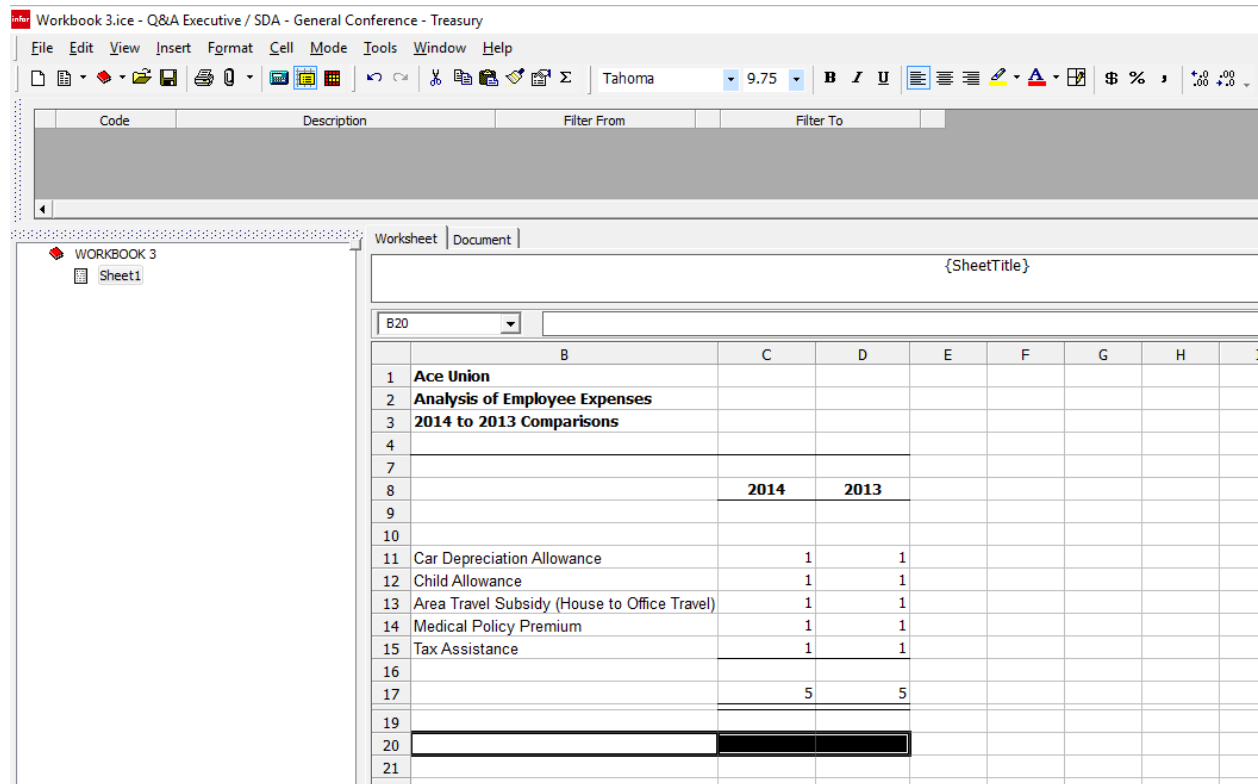 infor Workbook 3.ice - Q&A Executive / SDA - General Conference - Treasury
File Edit View Insert Format Cell Mode Tools Window Help
Tahoma 9.75 B I U A $ % ,
Code Description Filter From Filter To
WORKBOOK 3
Sheet1
Worksheet Document
{SheetTitle}
B20
B C D E F G H
1 Ace Union
2 Analysis of Employee Expenses
3 2014 to 2013 Comparisons
4
7
8 2014 2013
9
10
11 Car Depreciation Allowance 1 1
12 Child Allowance 1 1
13 Area Travel Subsidy (House to Office Travel) 1 1
14 Medical Policy Premium 1 1
15 Tax Assistance 1 1
16
17 5 5
19
20
21